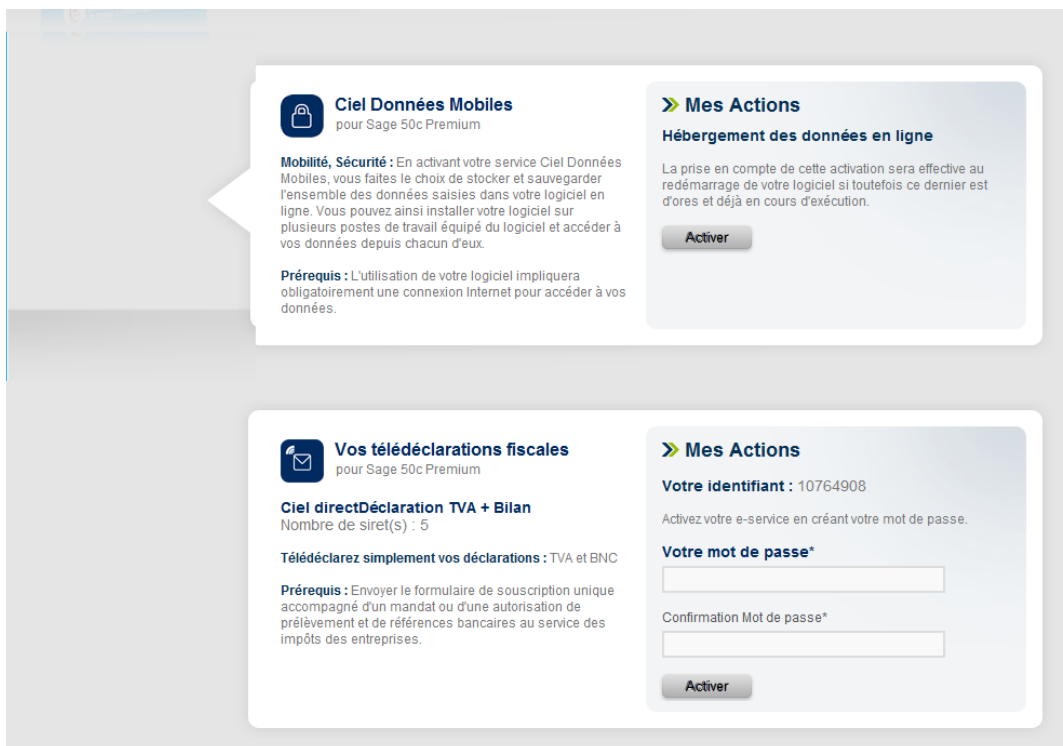 Ciel Données Mobiles
pour Sage 50c Premium
Mobilité, Sécurité : En activant votre service Ciel Données
Mobiles, vous faites le choix de stocker et sauvegarder
l'ensemble des données saisies dans votre logiciel en
ligne. Vous pouvez ainsi installer votre logiciel sur
plusieurs postes de travail équipé du logiciel et accéder à
vos données depuis chacun d'eux.
Prérequis : L'utilisation de votre logiciel impliquera
obligatoirement une connexion Internet pour accéder à vos
données.
Mes Actions
Hébergement des données en ligne
La prise en compte de cette activation sera effective au
redémarrage de votre logiciel si toutefois ce dernier est
d'ores et déjà en cours d'exécution.
Activer
Vos télédéclarations fiscales
pour Sage 50c Premium
Ciel directDéclaration TVA + Bilan
Nombre de siret(s) : 5
Télédéclarez simplement vos déclarations : TVA et BNC
Prérequis : Envoyer le formulaire de souscription unique
accompagné d'un mandat ou d'une autorisation de
prélèvement et de références bancaires au service des
impôts des entreprises.
Mes Actions
Votre identifiant : 10764908
Activez votre e-service en créant votre mot de passe.
Votre mot de passe*
Confirmation Mot de passe*
Activer